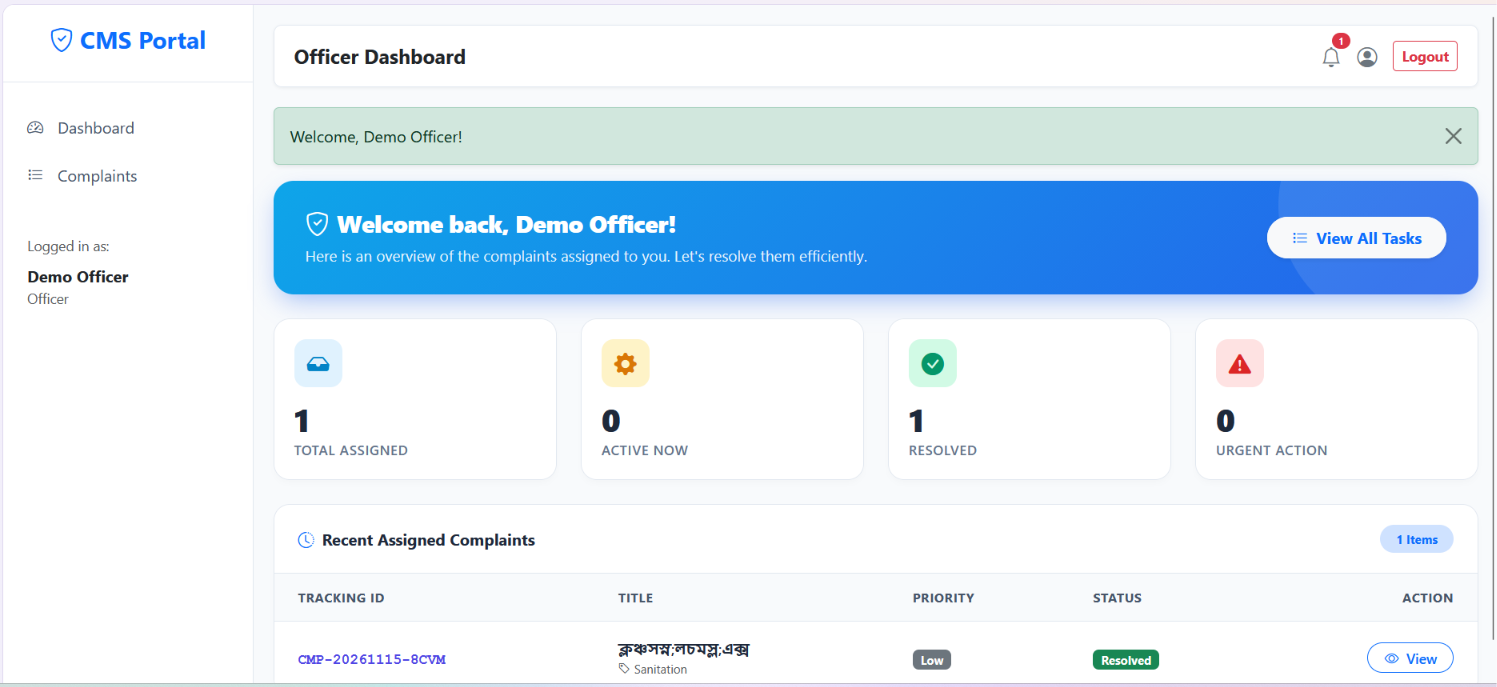 CMS Portal
Dashboard
Complaints
Logged in as:
Demo Officer
Officer
Officer Dashboard
1
Logout
Welcome, Demo Officer!
Welcome back, Demo Officer!
Here is an overview of the complaints assigned to you. Let's resolve them efficiently.
View All Tasks
1
TOTAL ASSIGNED
0
ACTIVE NOW
1
RESOLVED
0
URGENT ACTION
Recent Assigned Complaints
1 Items
TRACKING ID TITLE PRIORITY STATUS ACTION
CMP-20261115-8CVM
Sanitation
Low
Resolved
View